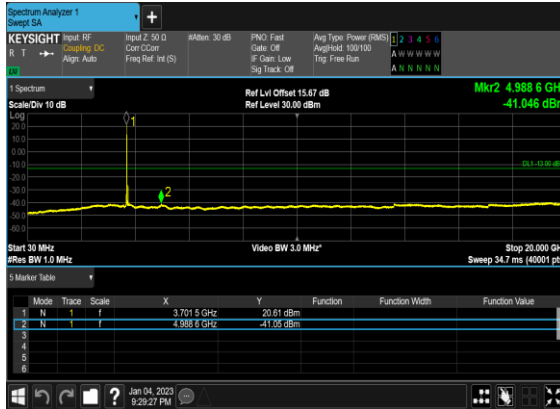 Spectrum Analyzer 1
Swept SA
+
KEYSIGHT Input: RF Input Z: 50 Ω #Atten: 30 dB PNO: Fast Avg Type: Power (RMS) 1 2 3 4 5 6
R T Coupling: DC Corr CCorr Gate: Off Avg|Hold: 100/100 A W W W W W
Align: Auto Freq Ref: Int (S) IF Gain: Low Trig: Free Run
Sig Track: Off A N N N N N
LU
1 Spectrum Ref Lvl Offset 15.67 dB Mkr2 4.988 6 GH
Scale/Div 10 dB Ref Level 30.00 dBm -41.046 dBr
Log
20.0
10.0
0.00
-10.0
-20.0
-30.0
-40.0
-50.0
-60.0
1
2
DL1 -13.00 dB
Start 30 MHz Video BW 3.0 MHz* Stop 20.000 GH
#Res BW 1.0 MHz Sweep 34.7 ms (40001 pts
5 Marker Table
Mode Trace Scale X Y Function Function Width Function Value
1 N 1 f 3.701 5 GHz 20.61 dBm
2 N 1 f 4.988 6 GHz -41.05 dBm
3
4
5
6
? Jan 04, 2023
9:29:27 PM